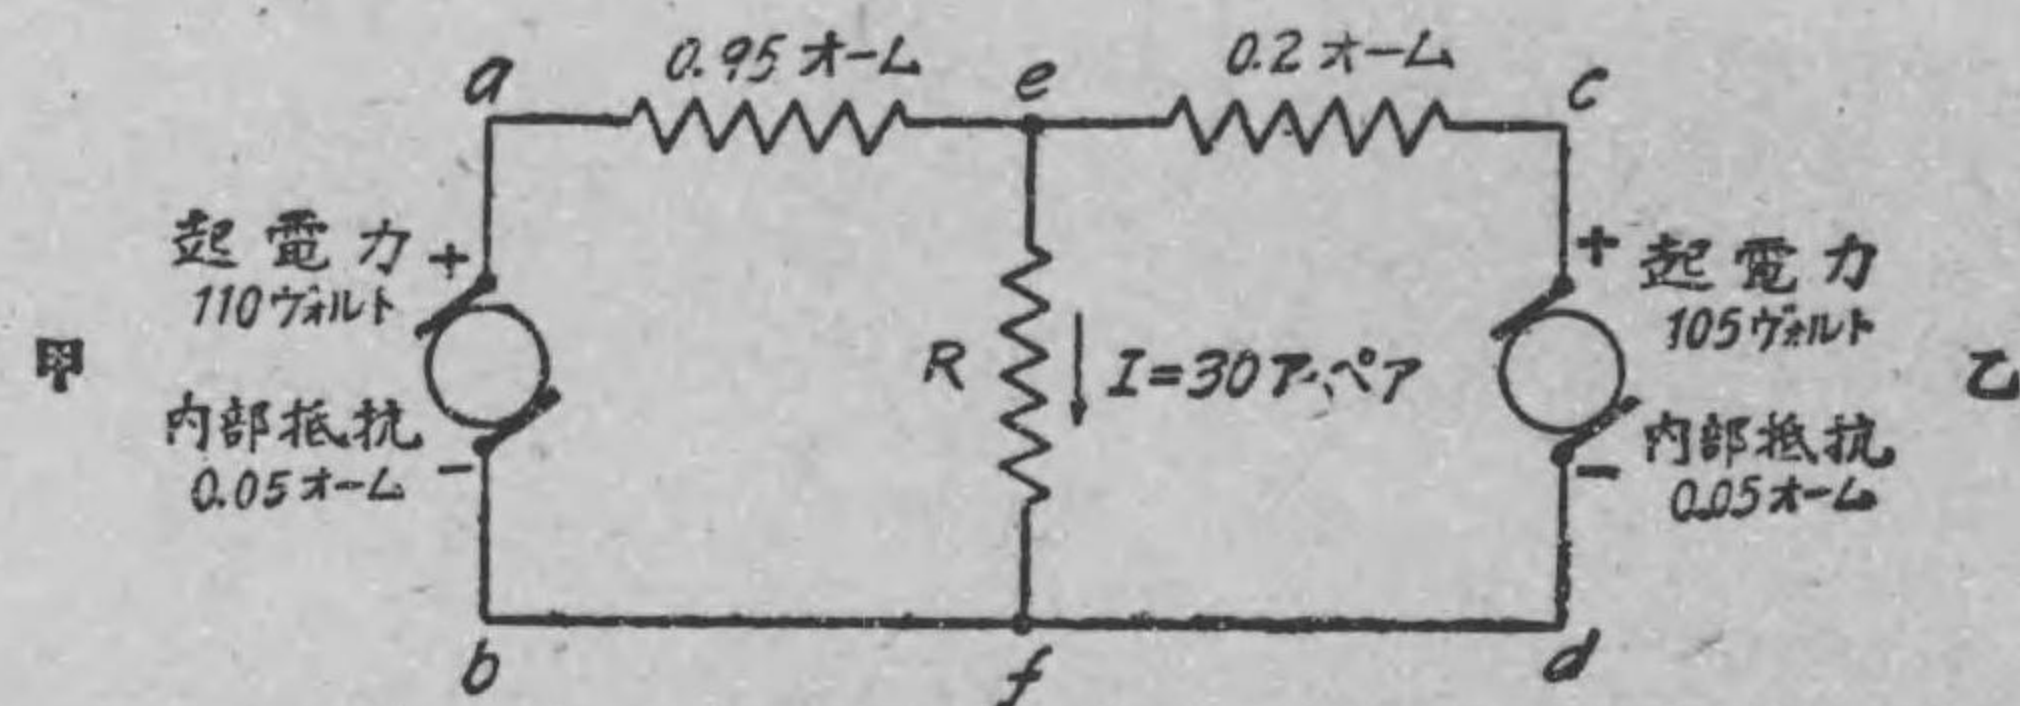 0.95 オーム
0.2 オーム
a
e
c
起電力 +
110ヴォルト
+ 起電力
105ヴォルト
甲
R
I=30アンペア
乙
内部抵抗
0.05オーム
-
内部抵抗
0.05オーム
-
b
f
d